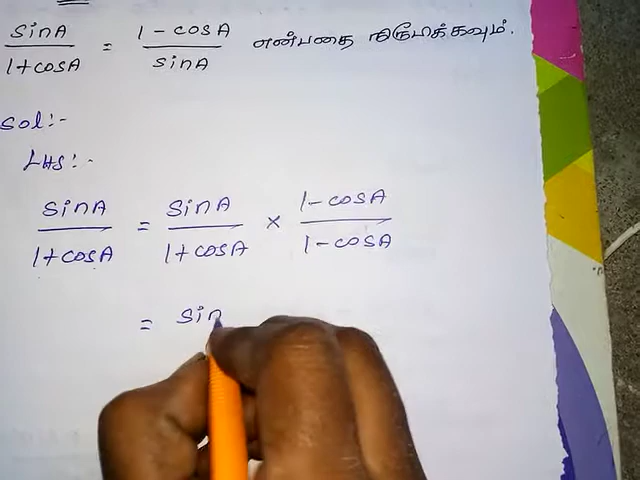 sinA / 1+cosA = 1-cosA / sinA என்பதை நிரூபிக்கவும்.
Sol:-
LHS:-
sinA / 1+cosA = sinA / 1+cosA × 1-cosA / 1-cosA
= sin